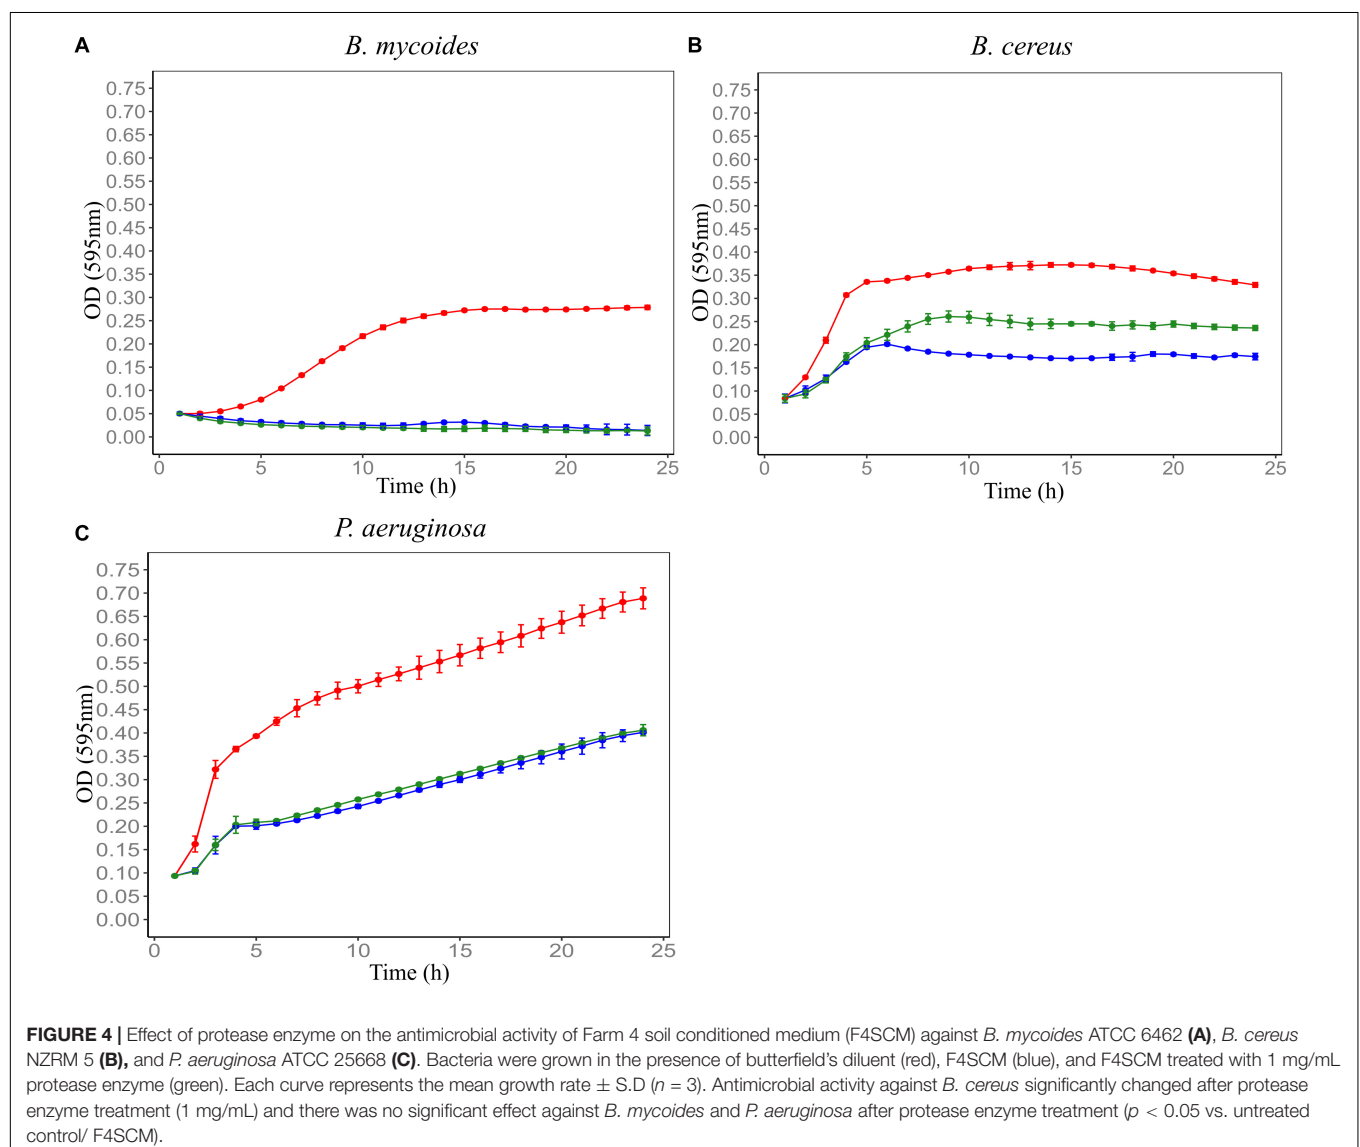 A
B. mycoides
0.75
0.70
0.65
0.60
0.55
0.50
0.45
0.40
0.35
0.30
0.25
0.20
0.15
0.10
0.05
0.00
OD (595nm)
0 5 10 15 20 25
Time (h)
B
B. cereus
0.75
0.70
0.65
0.60
0.55
0.50
0.45
0.40
0.35
0.30
0.25
0.20
0.15
0.10
0.05
0.00
OD (595nm)
0 5 10 15 20 25
Time (h)
C
P. aeruginosa
0.75
0.70
0.65
0.60
0.55
0.50
0.45
0.40
0.35
0.30
0.25
0.20
0.15
0.10
0.05
0.00
OD (595nm)
0 5 10 15 20 25
Time (h)
FIGURE 4 | Effect of protease enzyme on the antimicrobial activity of Farm 4 soil conditioned medium (F4SCM) against B. mycoides ATCC 6462 (A), B. cereus
NZRM 5 (B), and P. aeruginosa ATCC 25668 (C). Bacteria were grown in the presence of butterfield's diluent (red), F4SCM (blue), and F4SCM treated with 1 mg/mL
protease enzyme (green). Each curve represents the mean growth rate ± S.D (n = 3). Antimicrobial activity against B. cereus significantly changed after protease
enzyme treatment (1 mg/mL) and there was no significant effect against B. mycoides and P. aeruginosa after protease enzyme treatment (p < 0.05 vs. untreated
control/ F4SCM).